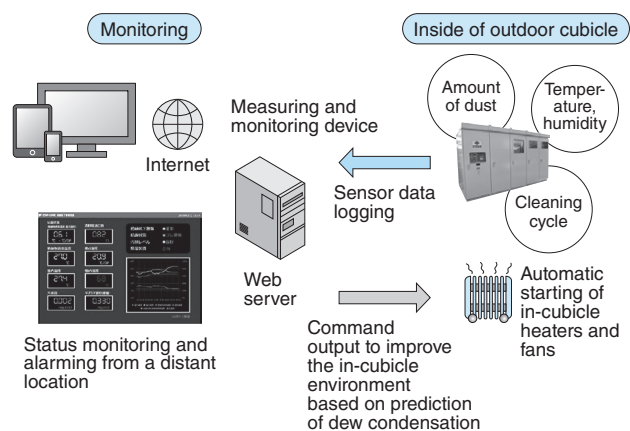 Monitoring
Inside of outdoor cubicle
Amount
of dust
Temper-
ature,
humidity
Cleaning
cycle
Internet
Measuring and
monitoring device
Sensor data
logging
Web
server
Automatic
starting of
in-cubicle
heaters and
fans
Command
output to improve
the in-cubicle
environment
based on prediction
of dew condensation
Status monitoring and
alarming from a distant
location